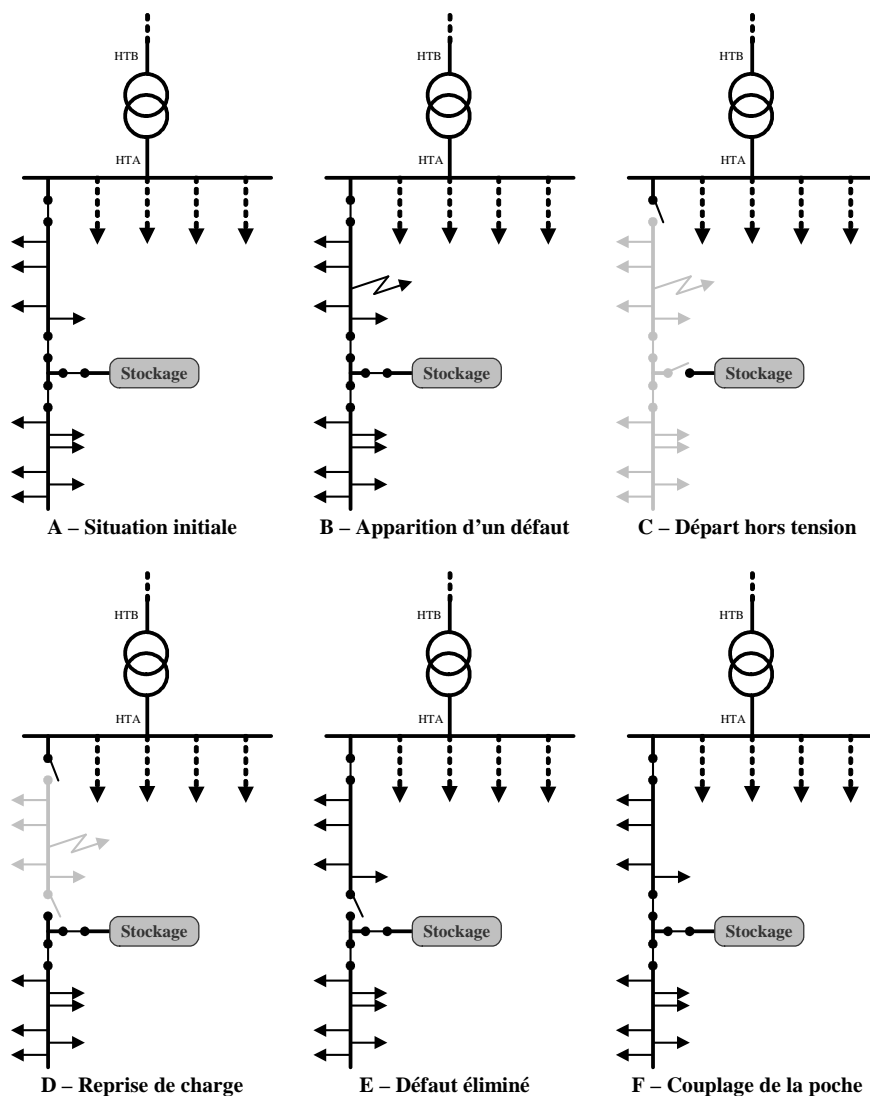 HTB
HTB
HTB
HTA
HTA
HTA
Stockage
Stockage
Stockage
A – Situation initiale
B – Apparition d'un défaut
C – Départ hors tension
HTB
HTB
HTB
HTA
HTA
HTA
Stockage
Stockage
Stockage
D – Reprise de charge
E – Défaut éliminé
F – Couplage de la poche